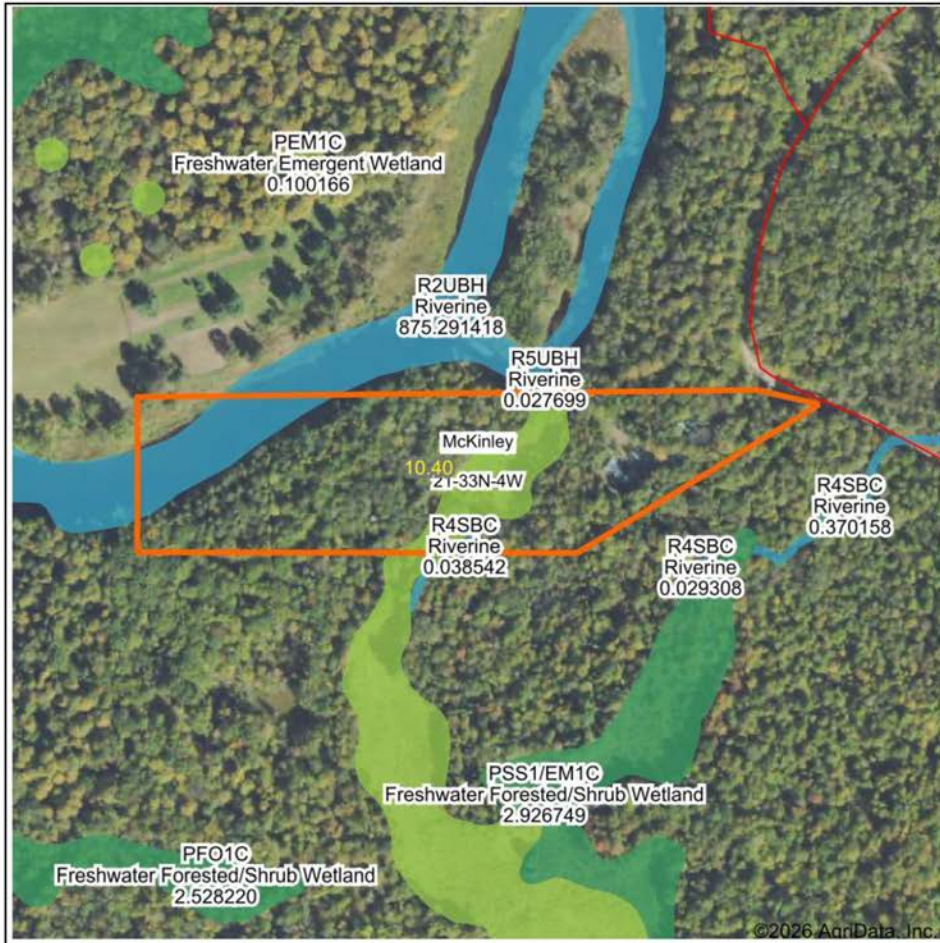 PEM1C
Freshwater Emergent Wetland
0.100166
R2UBH
Riverine
875.291418
R5UBH
Riverine
0.027699
McKinley
10.40
21-33N-4W
R4SBC
Riverine
0.038542
R4SBC
Riverine
0.029308
R4SBC
Riverine
0.370158
PSS1/EM1C
Freshwater Forested/Shrub Wetland
2.926749
PFO1C
Freshwater Forested/Shrub Wetland
2.528220
©2026 AgriData, Inc.